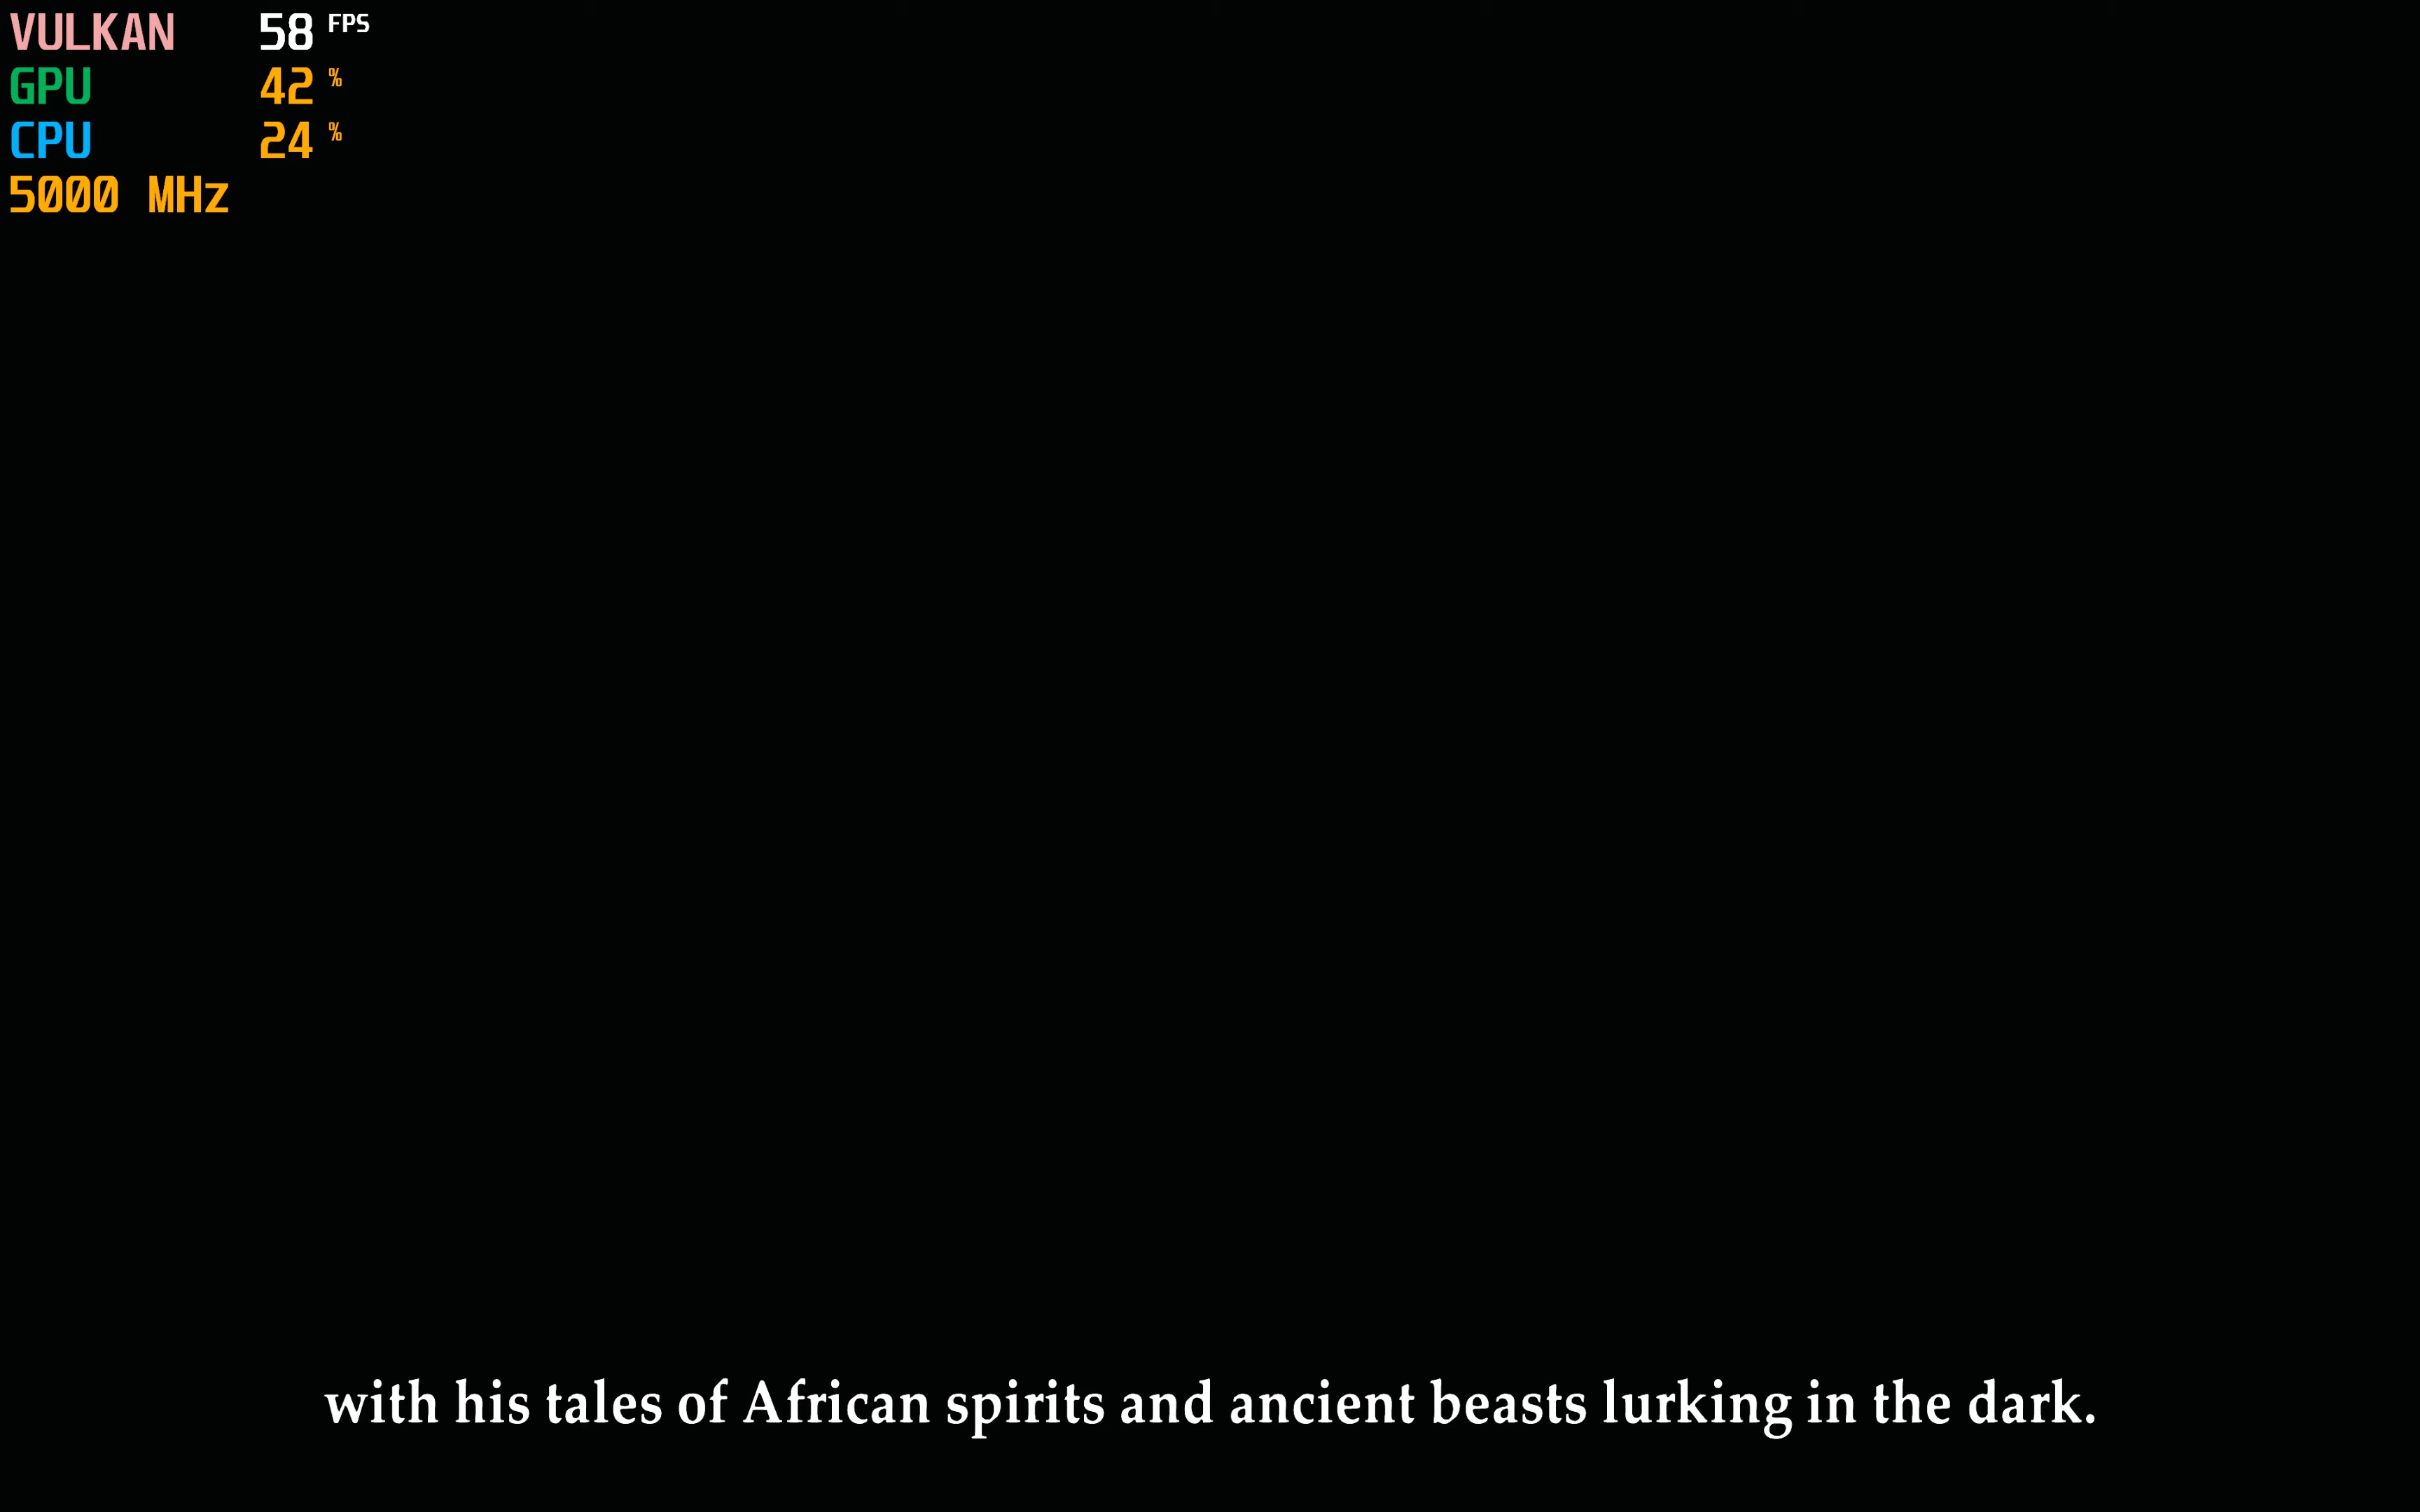 VULKAN 58 FPS
GPU 42 %
CPU 24 %
5000 MHz
with his tales of African spirits and ancient beasts lurking in the dark.